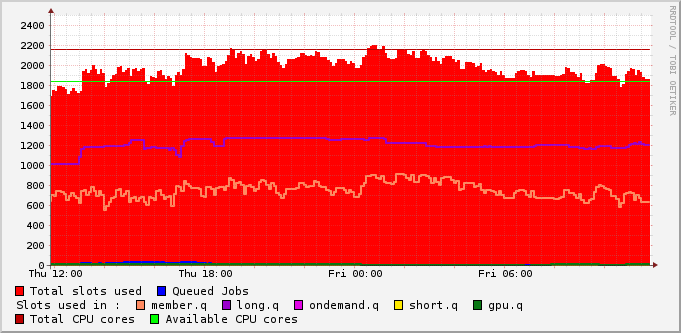 RRDTOOL / TOBI OETIKER
2400
2200
2000
1800
1600
1400
1200
1000
800
600
400
200
0
Thu 12:00 Thu 18:00 Fri 00:00 Fri 06:00
Total slots used Queued Jobs
Slots used in : member.q long.q ondemand.q short.q gpu.q
Total CPU cores Available CPU cores